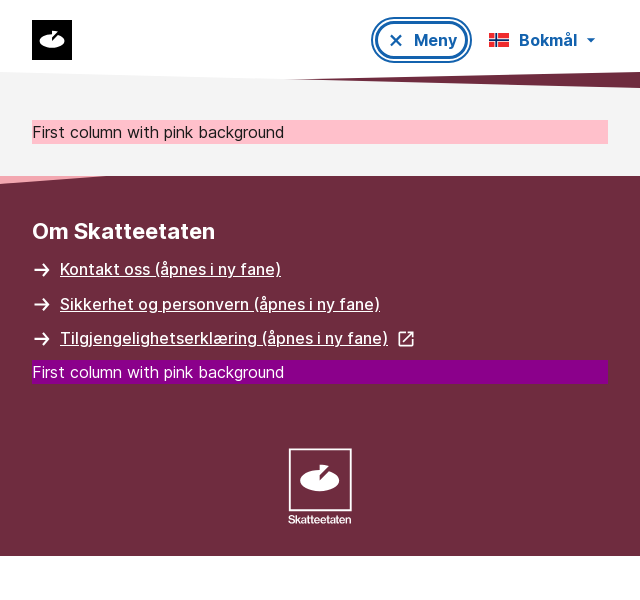 Meny
Bokmål
First column with pink background
Om Skatteetaten
Kontakt oss (åpnes i ny fane)
Sikkerhet og personvern (åpnes i ny fane)
Tilgjengelighetserklæring (åpnes i ny fane)
First column with pink background
Skatteetaten